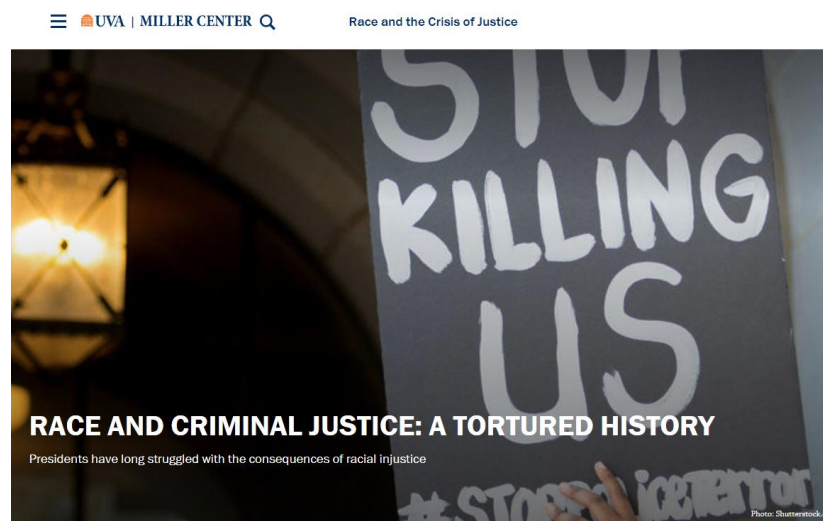 UVA | MILLER CENTER
Race and the Crisis of Justice
STOP
KILLING
US
RACE AND CRIMINAL JUSTICE: A TORTURED HISTORY
Presidents have long struggled with the consequences of racial injustice
Photo: Shutterstock